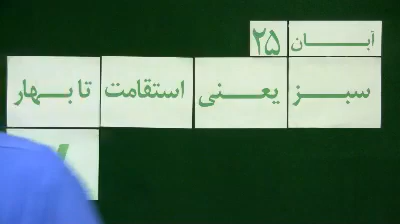 آبان ۲۵
سبز یعنی استقامت تا بهار